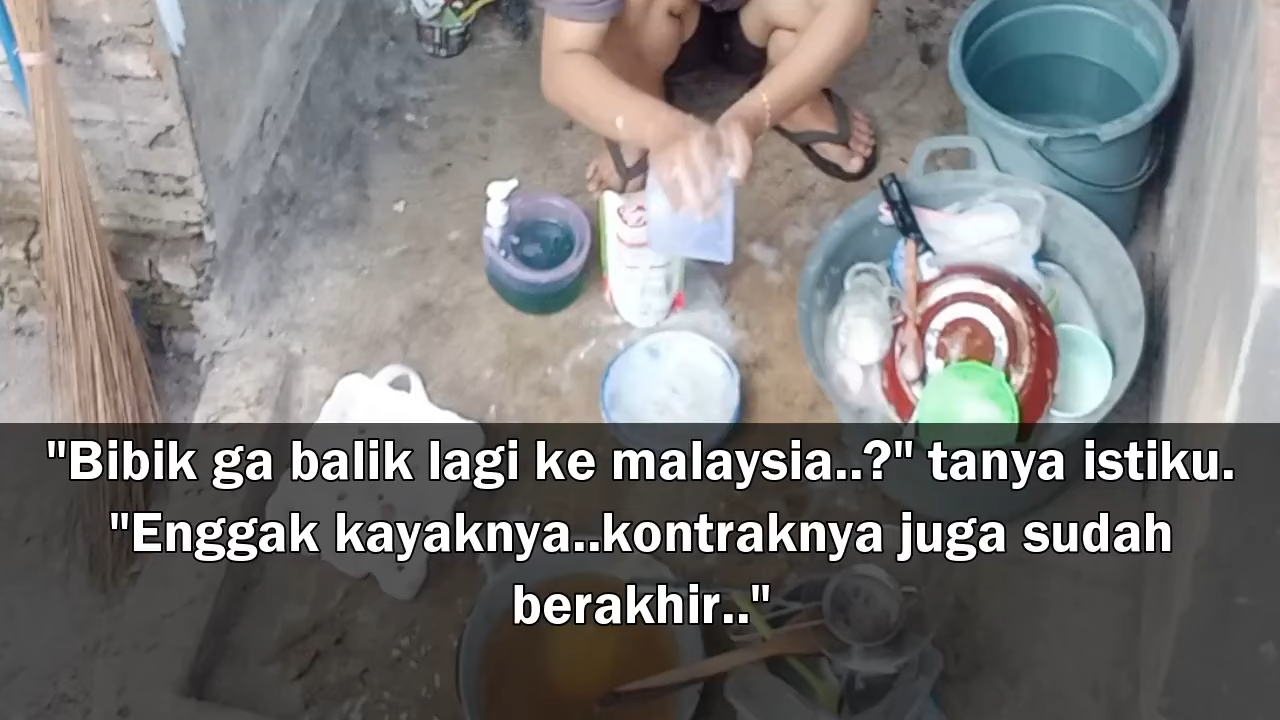 "Bibik ga balik lagi ke malaysia..?" tanya istiku.
"Enggak kayaknya..kontraknya juga sudah
berakhir.."